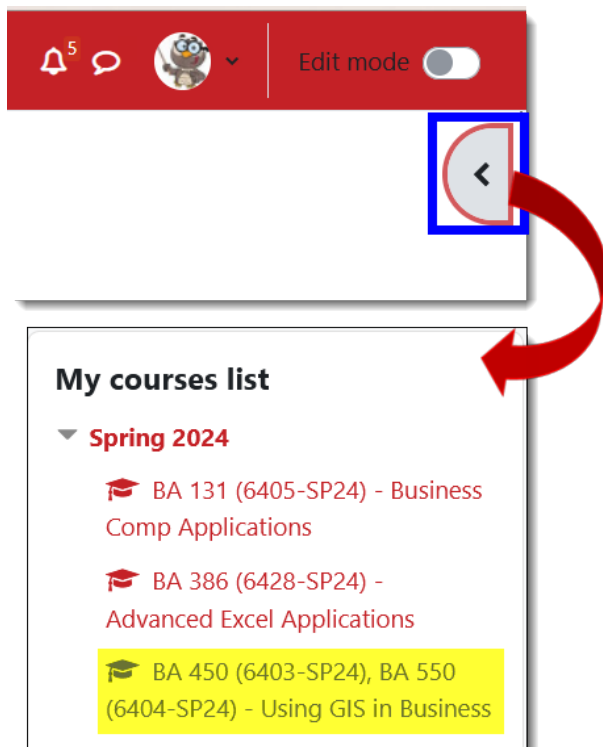 5
Edit mode
My courses list
Spring 2024
BA 131 (6405-SP24) - Business
Comp Applications
BA 386 (6428-SP24) -
Advanced Excel Applications
BA 450 (6403-SP24), BA 550
(6404-SP24) - Using GIS in Business